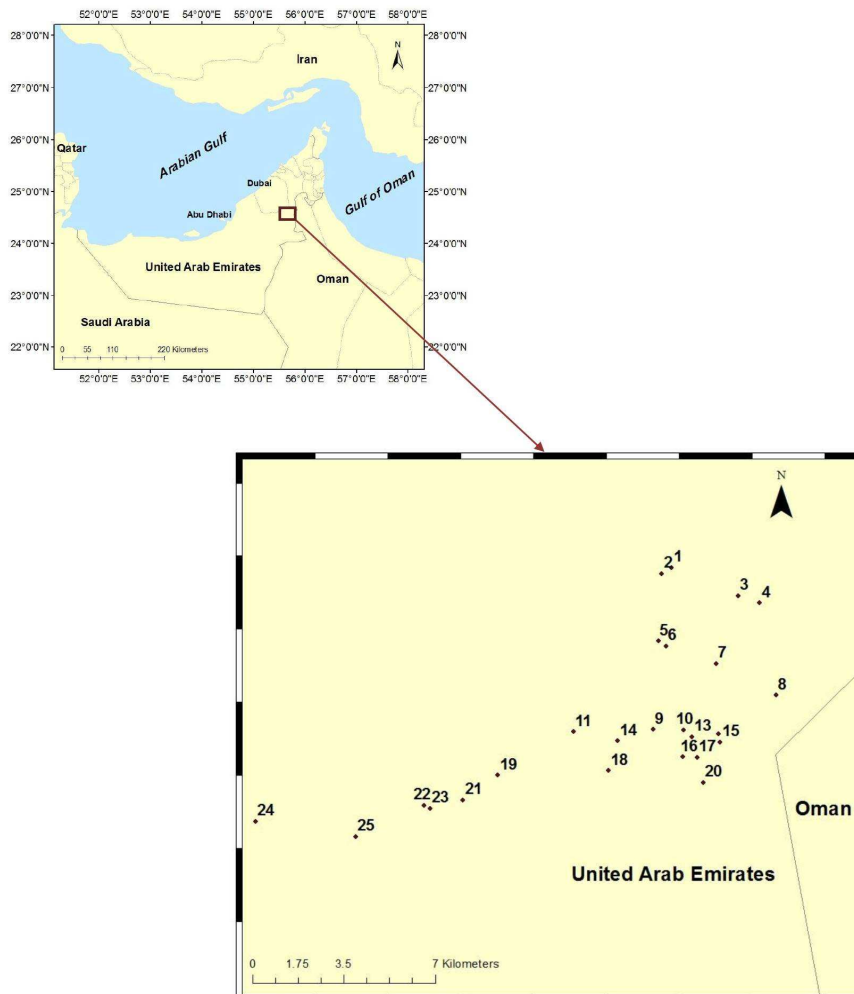 52°0'0"E 53°0'0"E 54°0'0"E 55°0'0"E 56°0'0"E 57°0'0"E 58°0'0"E
28°0'0"N 28°0'0"N
N
Iran
27°0'0"N 27°0'0"N
26°0'0"N 26°0'0"N
Qatar
Arabian Gulf
Dubai
25°0'0"N 25°0'0"N
Gulf of Oman
Abu Dhabi
24°0'0"N 24°0'0"N
United Arab Emirates
Oman
23°0'0"N 23°0'0"N
Saudi Arabia
22°0'0"N 22°0'0"N
0 55 110 220 Kilometers
52°0'0"E 53°0'0"E 54°0'0"E 55°0'0"E 56°0'0"E 57°0'0"E 58°0'0"E
N
2 1
3 4
5 6
7
8
11 14 9 10 13 15
16 17
18
19
20
22 23 21
24
25
Oman
United Arab Emirates
0 1.75 3.5 7 Kilometers